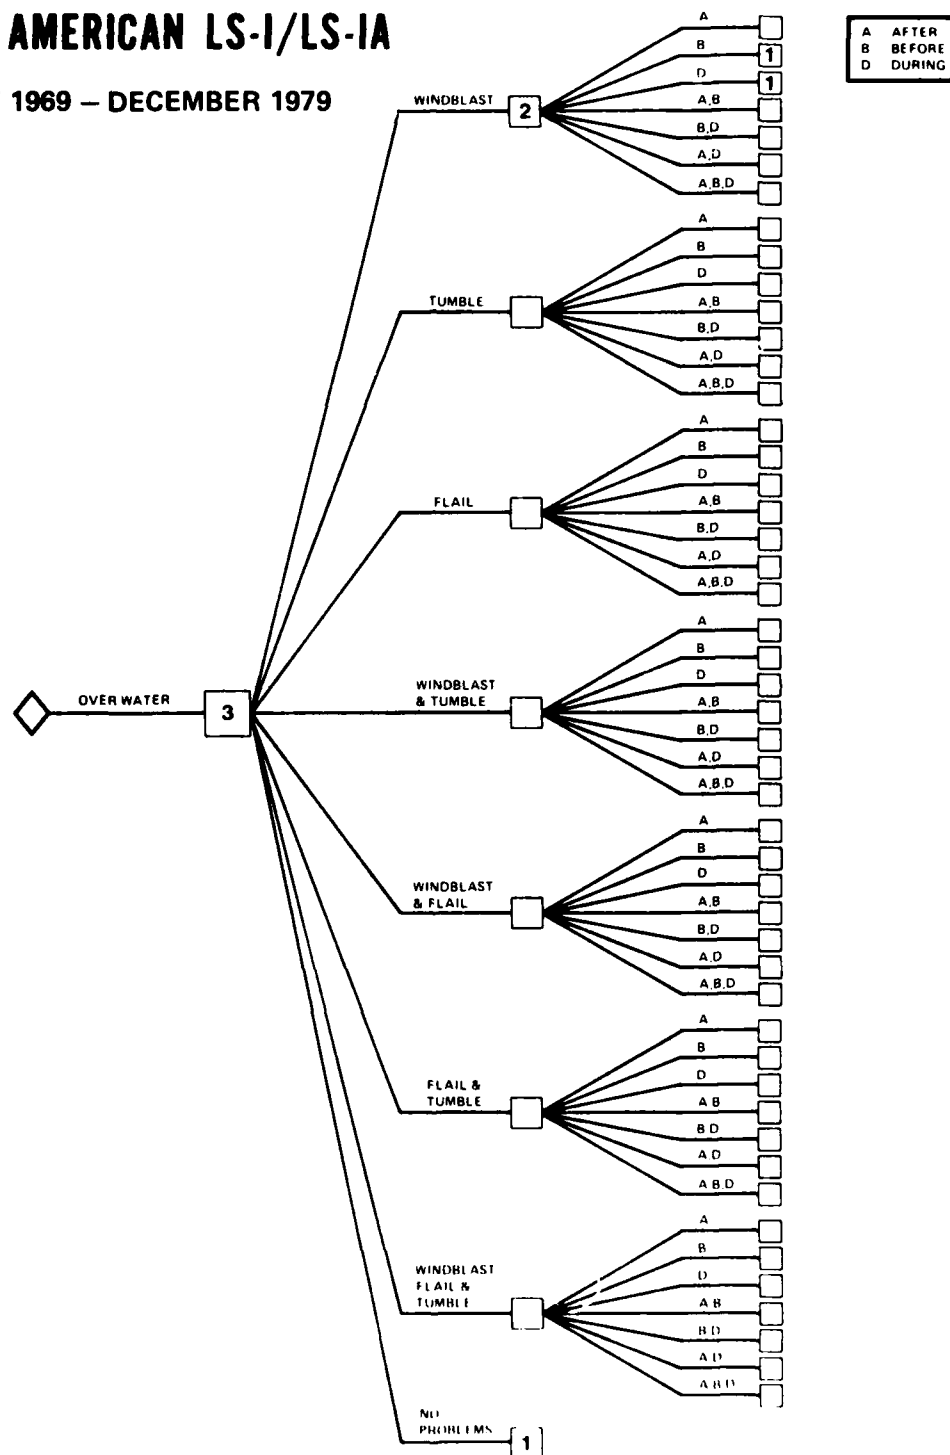 AMERICAN LS-I/LS-IA
1969 – DECEMBER 1979
A AFTER
B BEFORE
D DURING
OVER WATER
3
WINDBLAST
2
A
B
1
D
1
A,B
B,D
A,D
A,B,D
TUMBLE
A
B
D
A,B
B,D
A,D
A,B,D
FLAIL
A
B
D
A,B
B,D
A,D
A,B,D
WINDBLAST
& TUMBLE
A
B
D
A,B
B,D
A,D
A,B,D
WINDBLAST
& FLAIL
A
B
D
A,B
B,D
A,D
A,B,D
FLAIL &
TUMBLE
A
B
D
A B
B D
A D
A B D
WINDBLAST
FLAIL &
TUMBLE
A
B
D
A B
B D
A D
A B D
NO
PROBLEMS
1